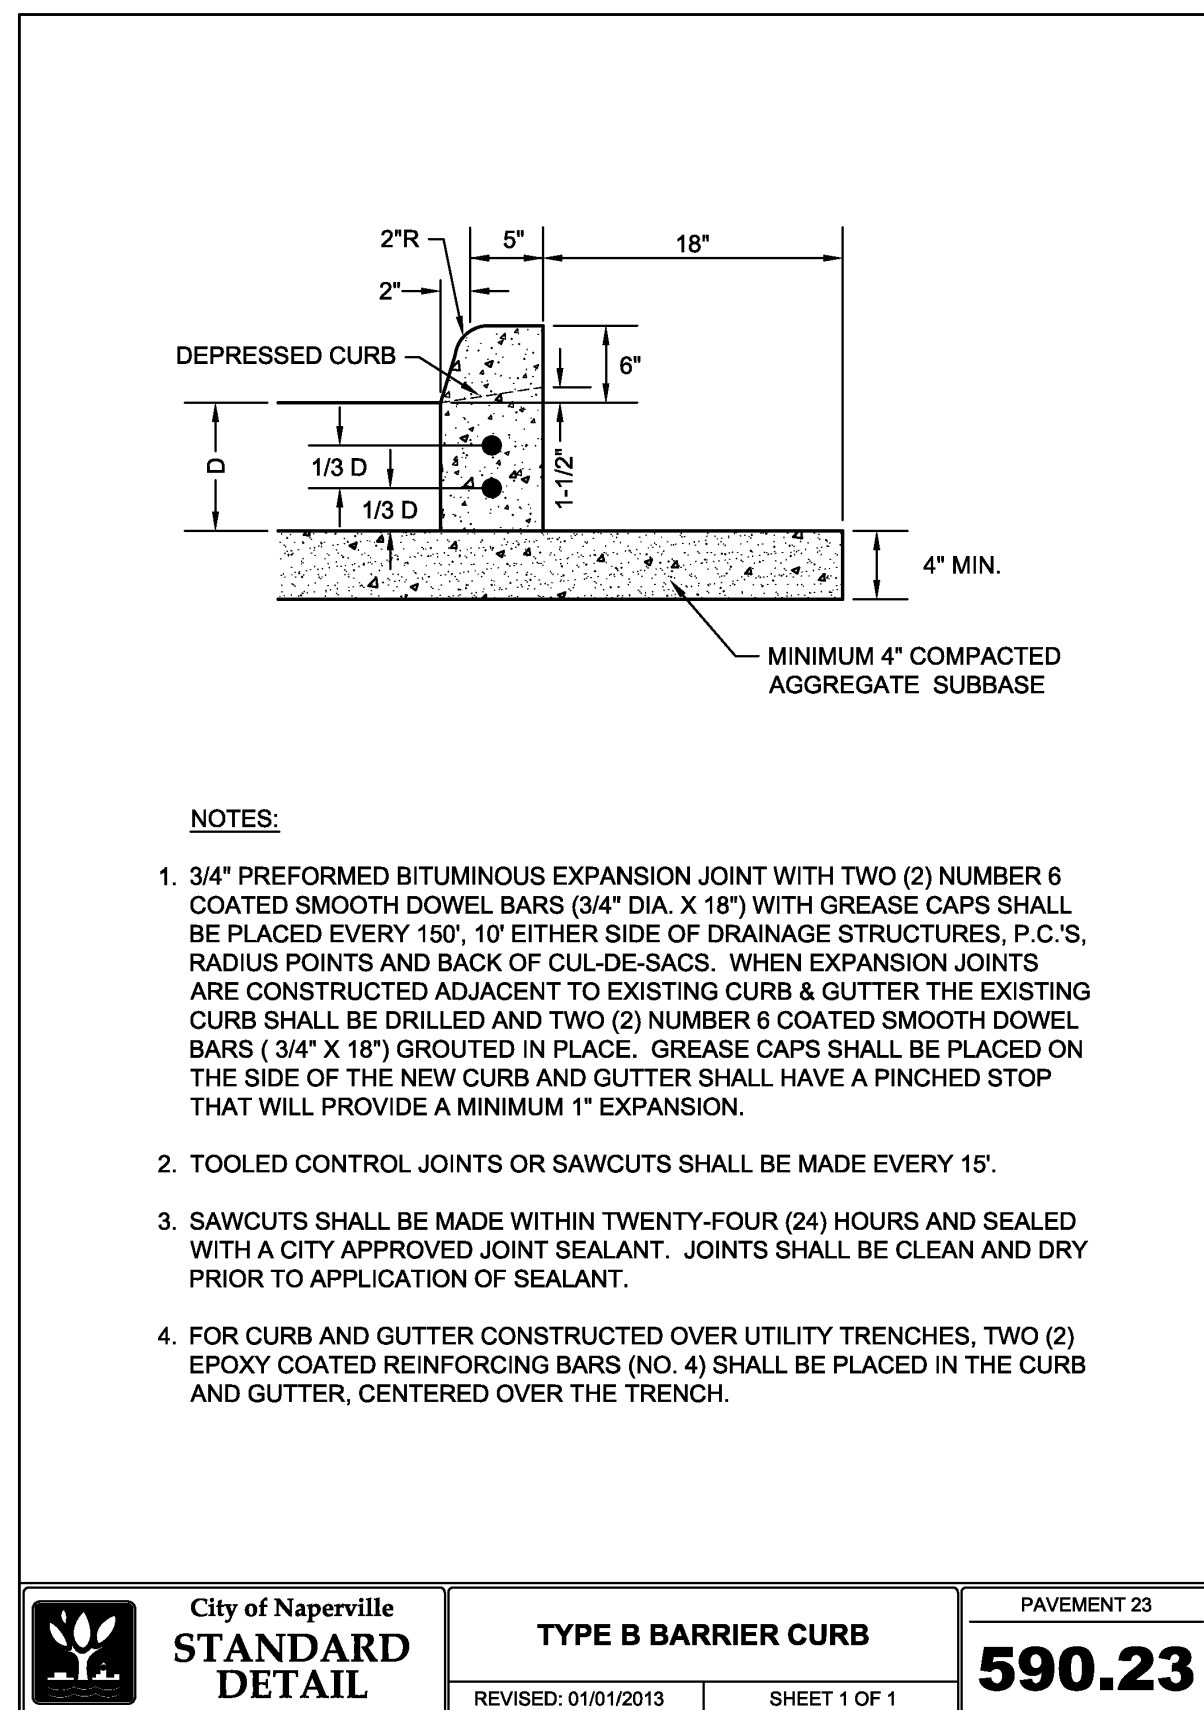 2"R
5"
18"
2"
DEPRESSED CURB
6"
D
1/3 D
1-1/2"
1/3 D
4" MIN.
MINIMUM 4" COMPACTED
AGGREGATE SUBBASE
NOTES:
1. 3/4" PREFORMED BITUMINOUS EXPANSION JOINT WITH TWO (2) NUMBER 6
COATED SMOOTH DOWEL BARS (3/4" DIA. X 18") WITH GREASE CAPS SHALL
BE PLACED EVERY 150', 10' EITHER SIDE OF DRAINAGE STRUCTURES, P.C.'S,
RADIUS POINTS AND BACK OF CUL-DE-SACS. WHEN EXPANSION JOINTS
ARE CONSTRUCTED ADJACENT TO EXISTING CURB & GUTTER THE EXISTING
CURB SHALL BE DRILLED AND TWO (2) NUMBER 6 COATED SMOOTH DOWEL
BARS ( 3/4" X 18") GROUTED IN PLACE. GREASE CAPS SHALL BE PLACED ON
THE SIDE OF THE NEW CURB AND GUTTER SHALL HAVE A PINCHED STOP
THAT WILL PROVIDE A MINIMUM 1" EXPANSION.
2. TOOLED CONTROL JOINTS OR SAWCUTS SHALL BE MADE EVERY 15'.
3. SAWCUTS SHALL BE MADE WITHIN TWENTY-FOUR (24) HOURS AND SEALED
WITH A CITY APPROVED JOINT SEALANT. JOINTS SHALL BE CLEAN AND DRY
PRIOR TO APPLICATION OF SEALANT.
4. FOR CURB AND GUTTER CONSTRUCTED OVER UTILITY TRENCHES, TWO (2)
EPOXY COATED REINFORCING BARS (NO. 4) SHALL BE PLACED IN THE CURB
AND GUTTER, CENTERED OVER THE TRENCH.
City of Naperville
STANDARD
DETAIL
TYPE B BARRIER CURB
REVISED: 01/01/2013
SHEET 1 OF 1
PAVEMENT 23
590.23